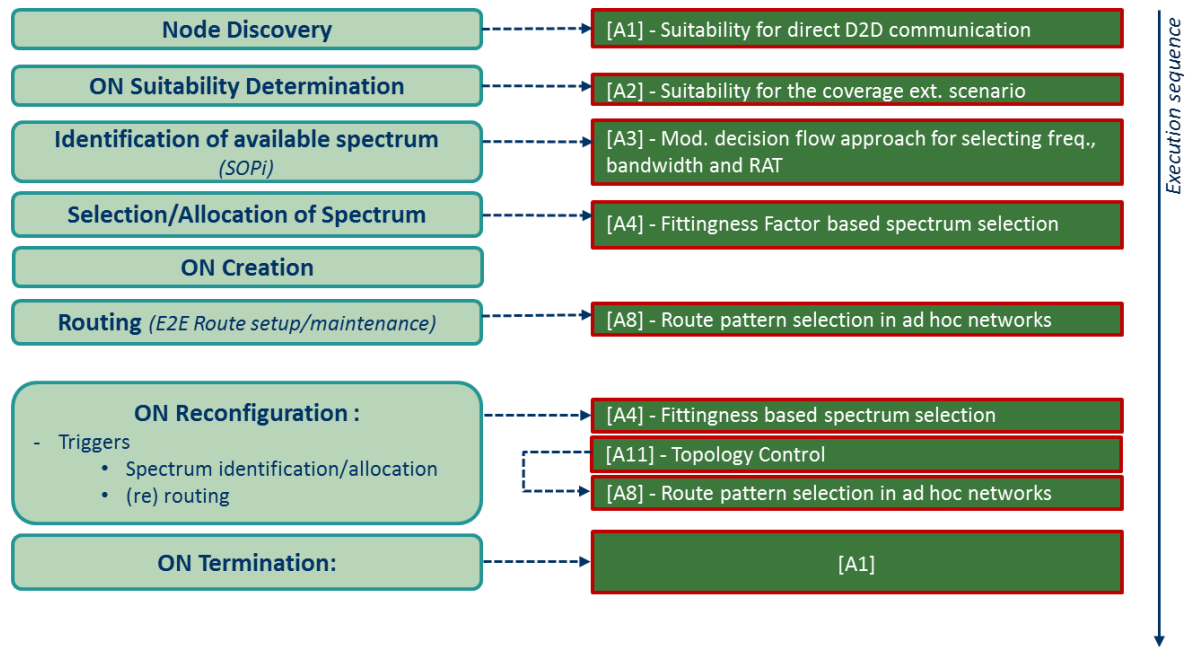 Node Discovery
[A1] - Suitability for direct D2D communication
ON Suitability Determination
[A2] - Suitability for the coverage ext. scenario
Identification of available spectrum
(SOPi)
[A3] - Mod. decision flow approach for selecting freq.,
bandwidth and RAT
Selection/Allocation of Spectrum
[A4] - Fittingness Factor based spectrum selection
ON Creation
Routing (E2E Route setup/maintenance)
[A8] - Route pattern selection in ad hoc networks
ON Reconfiguration :
- Triggers
• Spectrum identification/allocation
• (re) routing
[A4] - Fittingness based spectrum selection
[A11] - Topology Control
[A8] - Route pattern selection in ad hoc networks
ON Termination:
[A1]
Execution sequence